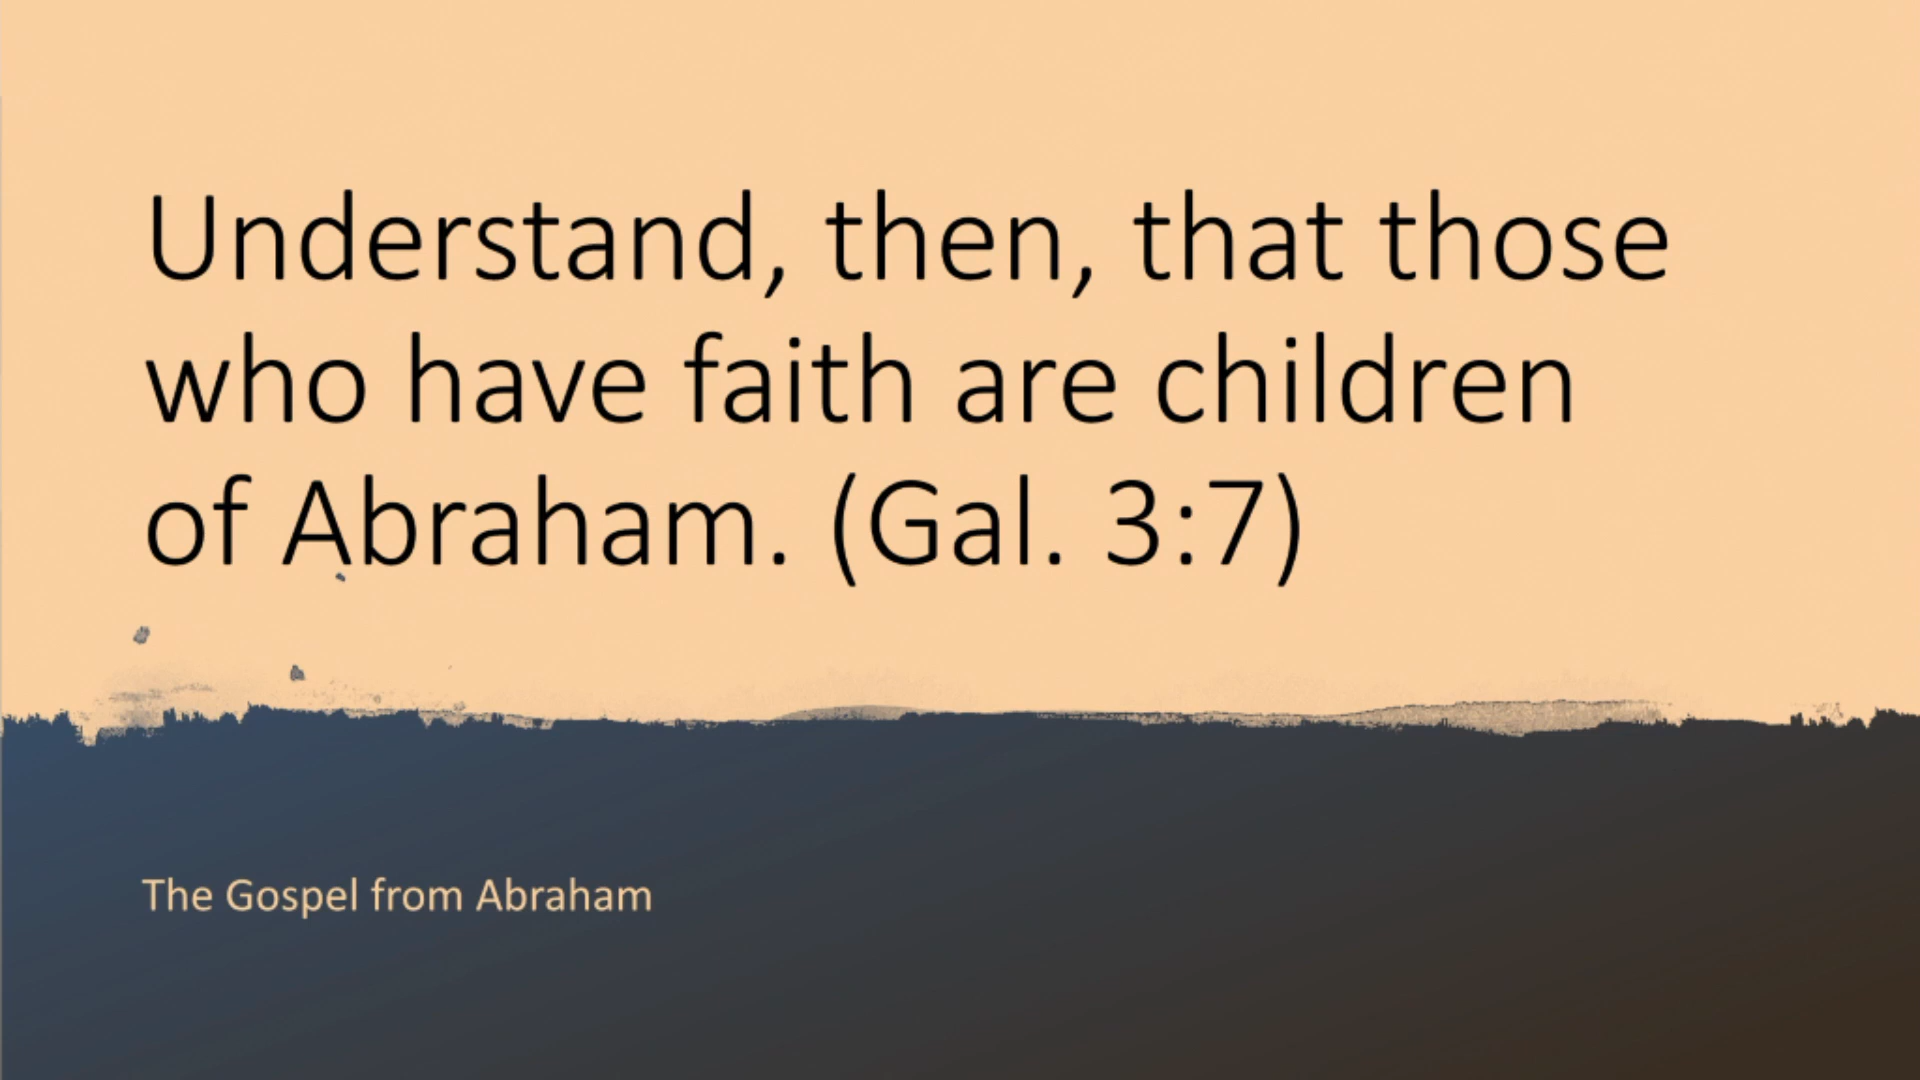 Understand, then, that those
who have faith are children
of Abraham. (Gal. 3:7)
The Gospel from Abraham